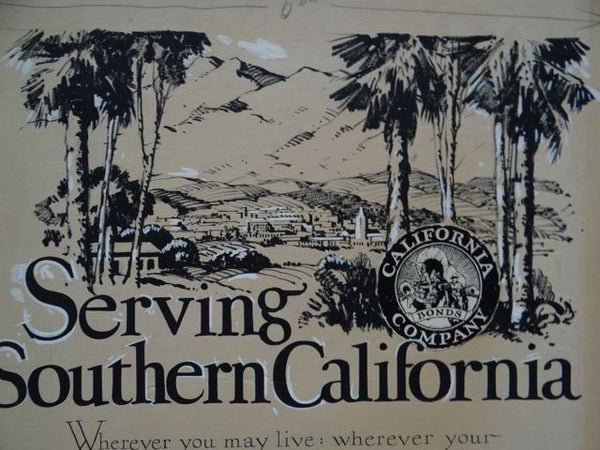 CALIFORNIA
BONDS
COMPANY
Serving
Southern California
Wherever you may live: wherever your